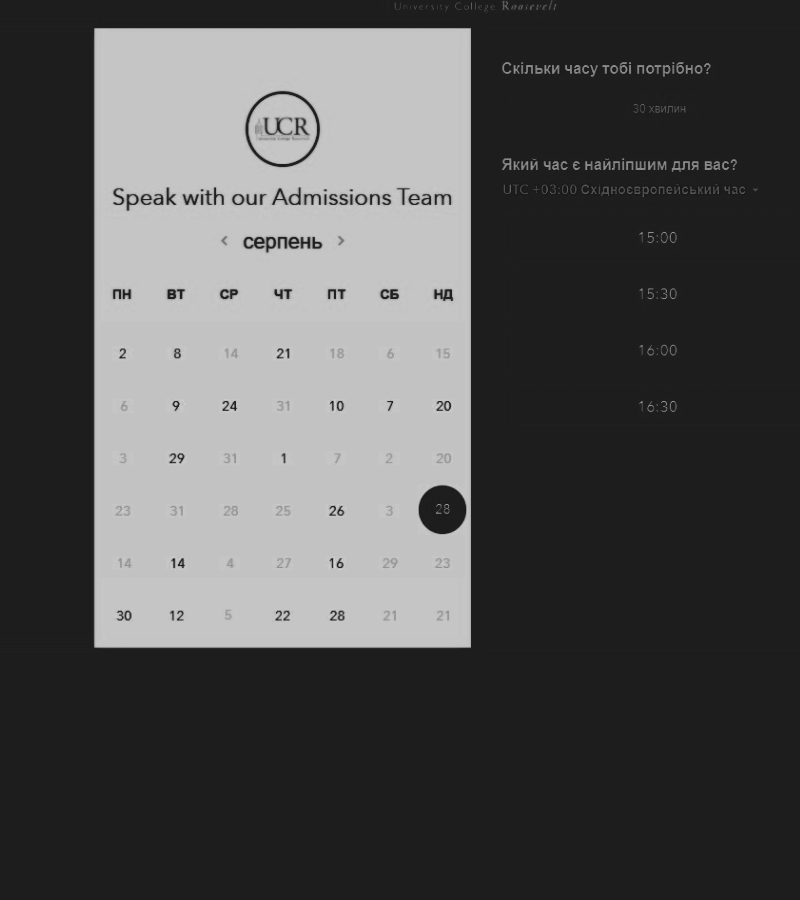 University College Roosevelt
UCR
Speak with our Admissions Team
< серпень >
ПН ВТ СР ЧТ ПТ СБ НД
2 8 14 21 18 6 15
6 9 24 31 10 7 20
3 29 31 1 7 2 20
23 31 28 25 26 3 28
14 14 4 27 16 29 23
30 12 5 22 28 21 21
Скільки часу тобі потрібно?
30 хвилин
Який час є найліпшим для вас?
UTC +03:00 Східноєвропейський час
15:00
15:30
16:00
16:30